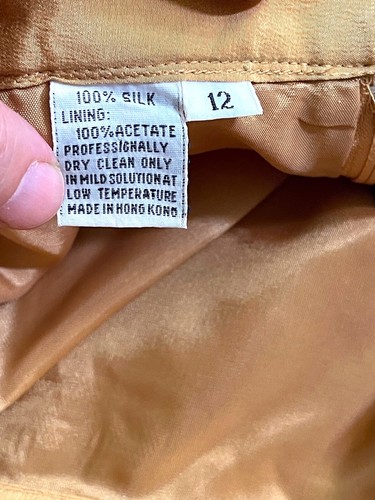 100% SILK
LINING:
100% ACETATE
PROFESSIONALLY
DRY CLEAN ONLY
IN MILD SOLUTION AT
LOW TEMPERATURE
MADE IN HONG KONG
12